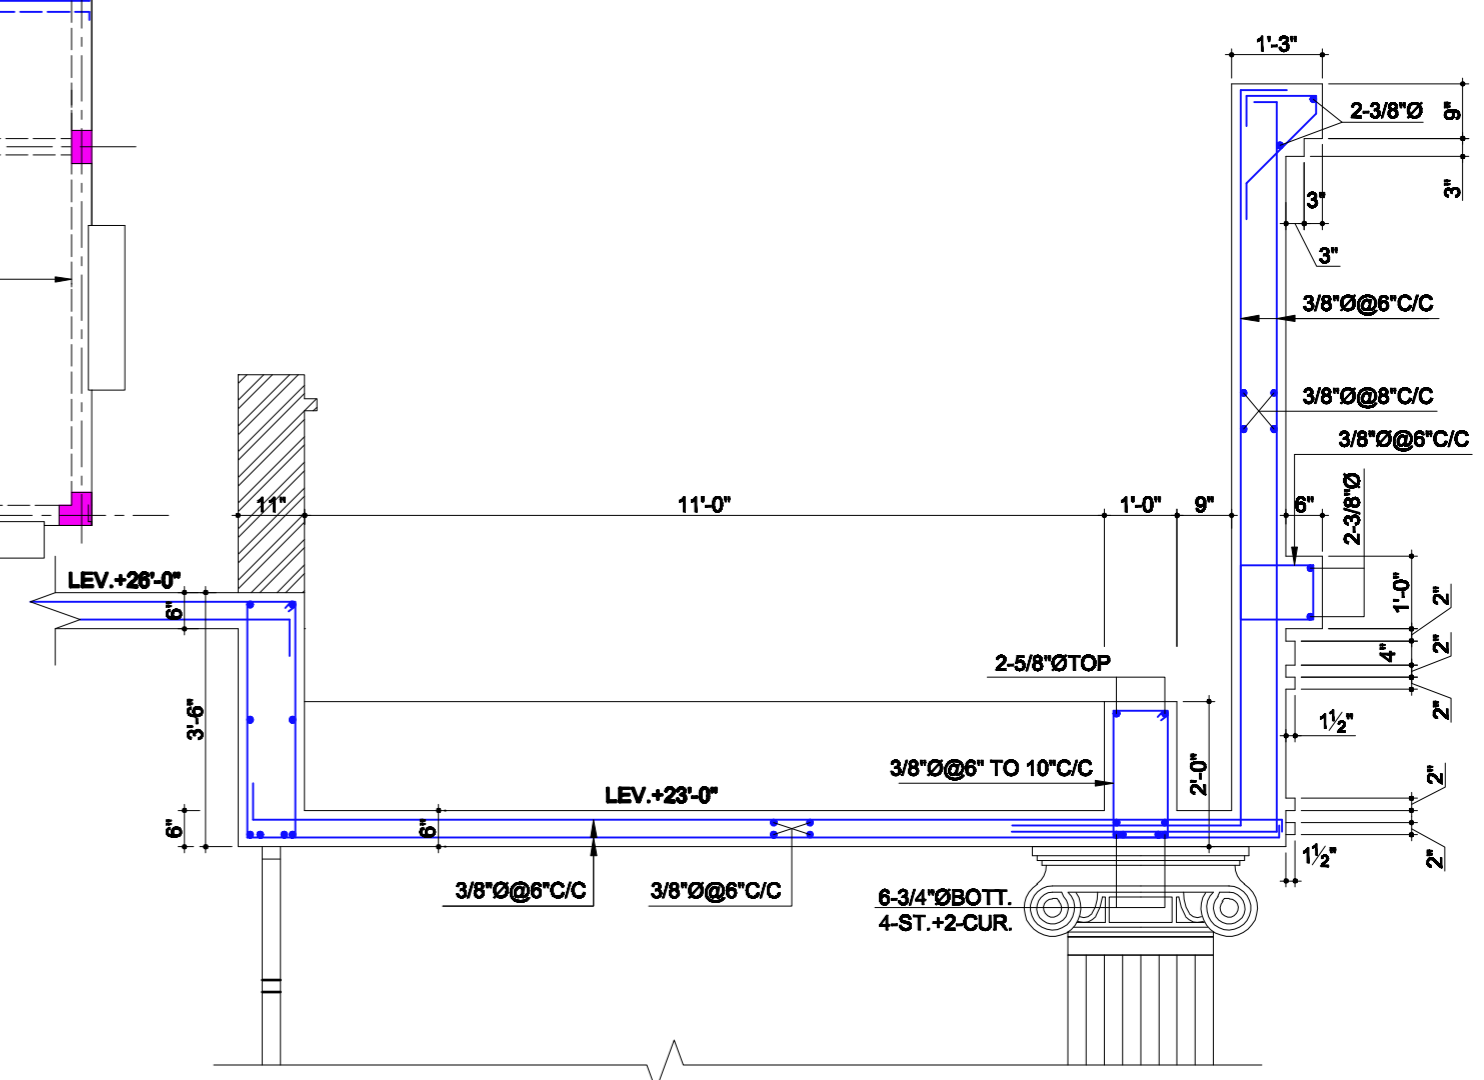 1'-3"
2-3/8"Ø
9"
3"
3"
3"
3/8"Ø@6"C/C
3/8"Ø@8"C/C
3/8"Ø@6"C/C
11"
11'-0"
1'-0"
9"
6"
2-3/8"Ø
LEV.+26'-0"
6"
1'-0"
2"
4"
2"
2-5/8"ØTOP
2"
3'-6"
1½"
3/8"Ø@6" TO 10"C/C
2'-0"
LEV.+23'-0"
2"
6"
6"
2"
1½"
3/8"Ø@6"C/C
3/8"Ø@6"C/C
6-3/4"ØBOTT.
4-ST.+2-CUR.